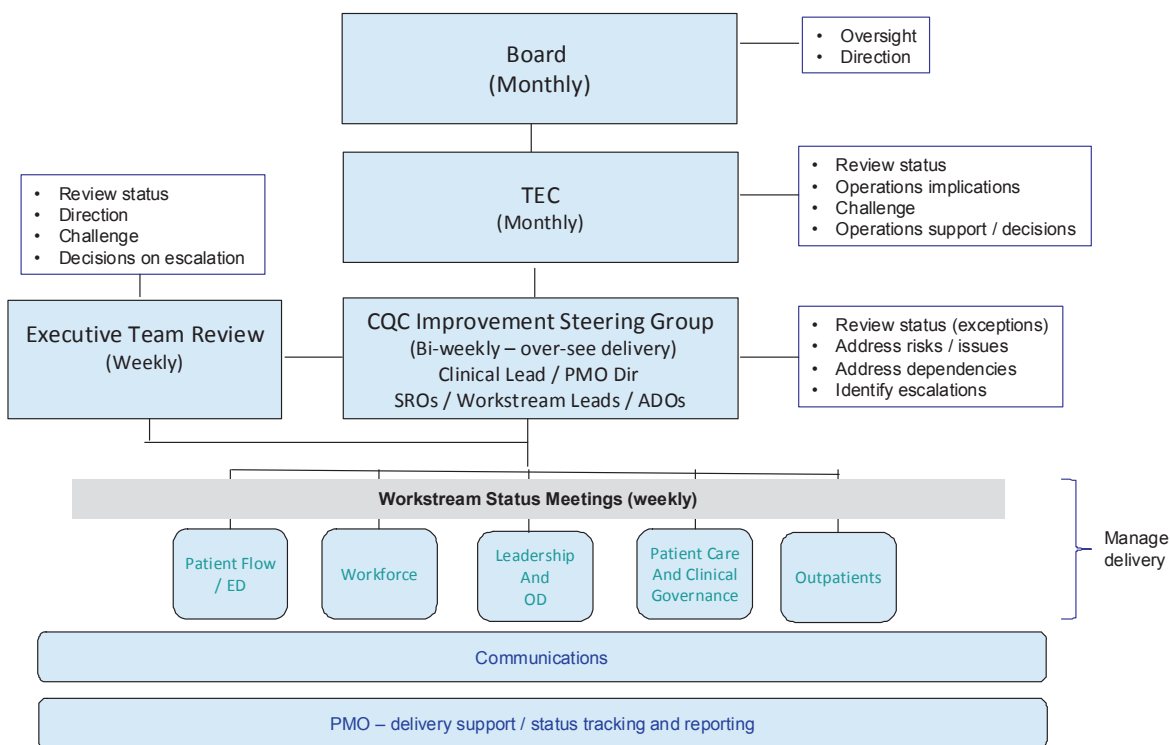 Board
(Monthly)
• Oversight
• Direction
TEC
(Monthly)
• Review status
• Operations implications
• Challenge
• Operations support / decisions
• Review status
• Direction
• Challenge
• Decisions on escalation
Executive Team Review
(Weekly)
CQC Improvement Steering Group
(Bi-weekly – over-see delivery)
Clinical Lead / PMO Dir
SROs / Workstream Leads / ADOs
• Review status (exceptions)
• Address risks / issues
• Address dependencies
• Identify escalations
Workstream Status Meetings (weekly)
Patient Flow
/ ED
Workforce
Leadership
And
OD
Patient Care
And Clinical
Governance
Outpatients
Manage
delivery
Communications
PMO – delivery support / status tracking and reporting